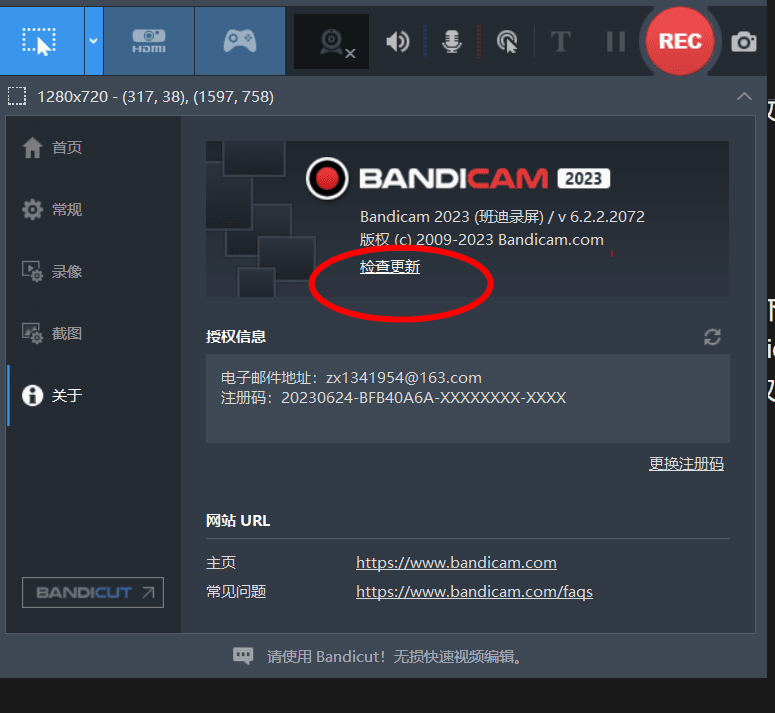 HDMI
T
REC
1280x720 - (317, 38), (1597, 758)
首页
常规
录像
截图
关于
BANDICUT
BANDICAM 2023
Bandicam 2023 (班迪录屏) / v 6.2.2.2072
版权 (c) 2009-2023 Bandicam.com
检查更新
授权信息
电子邮件地址：zx1341954@163.com
注册码：20230624-BFB40A6A-XXXXXXXX-XXXX
更换注册码
网站 URL
主页 https://www.bandicam.com
常见问题 https://www.bandicam.com/faqs
请使用 Bandicut！无损快速视频编辑。